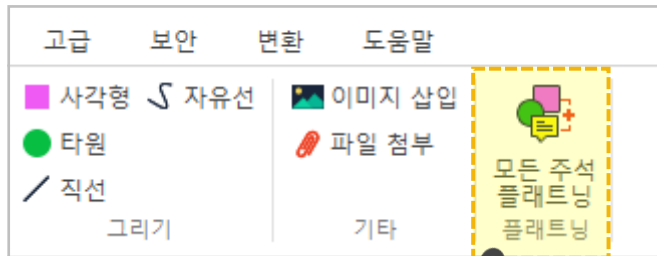 고급 보안 변환 도움말
사각형 자유선 이미지 삽입
타원 파일 첨부
직선
모든 주석
플래트닝
그리기 기타 플래트닝